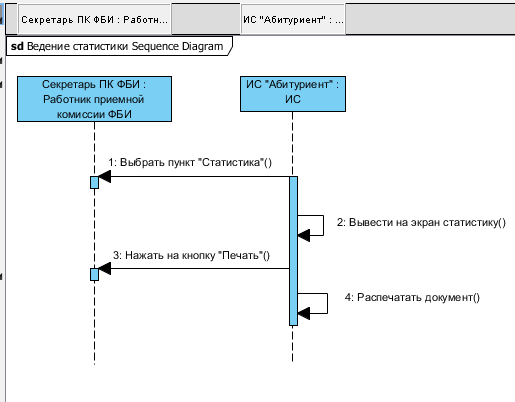 Секретарь ПК ФБИ : Работн...
ИС "Абитуриент" : ...
sd Ведение статистики Sequence Diagram
Секретарь ПК ФБИ :
Работник приемной
комиссии ФБИ
ИС "Абитуриент" :
ИС
1: Выбрать пункт "Статистика"()
2: Вывести на экран статистику()
3: Нажать на кнопку "Печать"()
4: Распечатать документ()